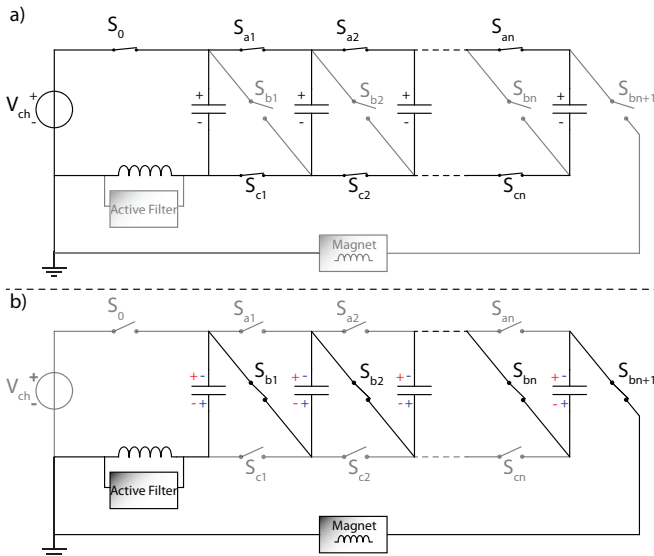 a)
S0 Sa1 Sa2 San
Sb1 Sb2 Sbn Sbn+1
+ + + + +
Vch
- - - - -
Active Filter
Sc1 Sc2 Scn
Magnet
b)
S0 Sa1 Sa2 San
Sb1 Sb2 Sbn Sbn+1
+ + - + - + - + -
Vch
- - + - + - + - +
Active Filter
Sc1 Sc2 Scn
Magnet